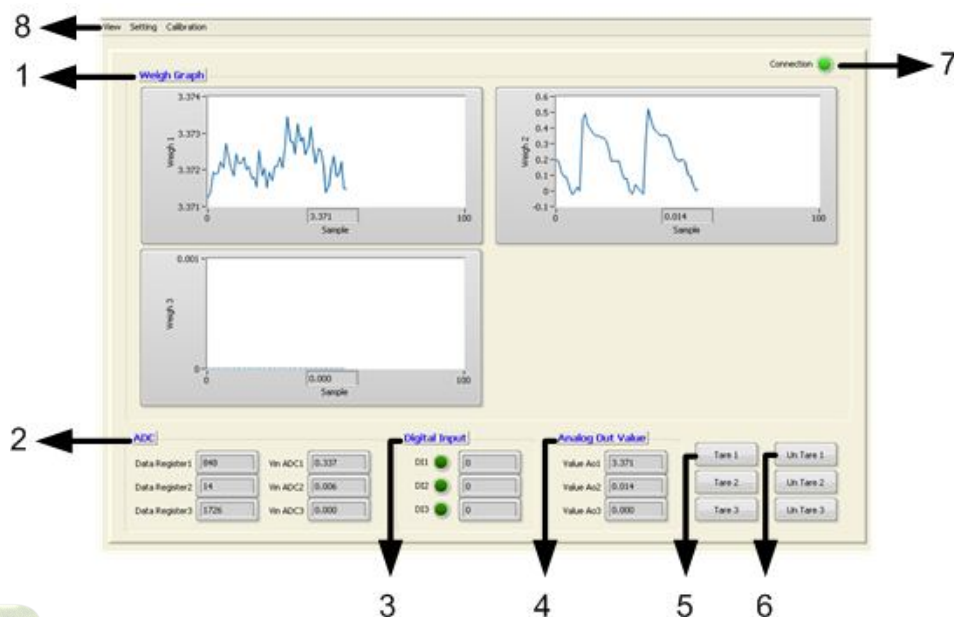 8
View Setting Calibration
Connection
7
1
Weigh Graph
3.374
3.373
3.372
3.371
Weigh 1
0
3.371
100
Sample
0.6
0.5
0.4
0.3
0.2
0.1
0
-0.1
Weigh 2
0
0.014
100
Sample
0.001
0
Weigh 3
0
0.000
100
Sample
2
ADC
Data Register1 848 Vin ADC1 0.337
Data Register2 14 Vin ADC2 0.006
Data Register3 1726 Vin ADC3 0.000
Digital Input
DI1 0
DI2 0
DI3 0
Analog Out Value
Value Ao1 3.371
Value Ao2 0.014
Value Ao3 0.000
Tare 1 Un Tare 1
Tare 2 Un Tare 2
Tare 3 Un Tare 3
3 4 5 6